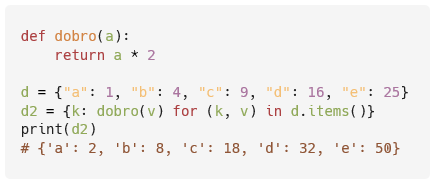 def dobro(a):
    return a * 2

d = {"a": 1, "b": 4, "c": 9, "d": 16, "e": 25}
d2 = {k: dobro(v) for (k, v) in d.items()}
print(d2)
# {'a': 2, 'b': 8, 'c': 18, 'd': 32, 'e': 50}